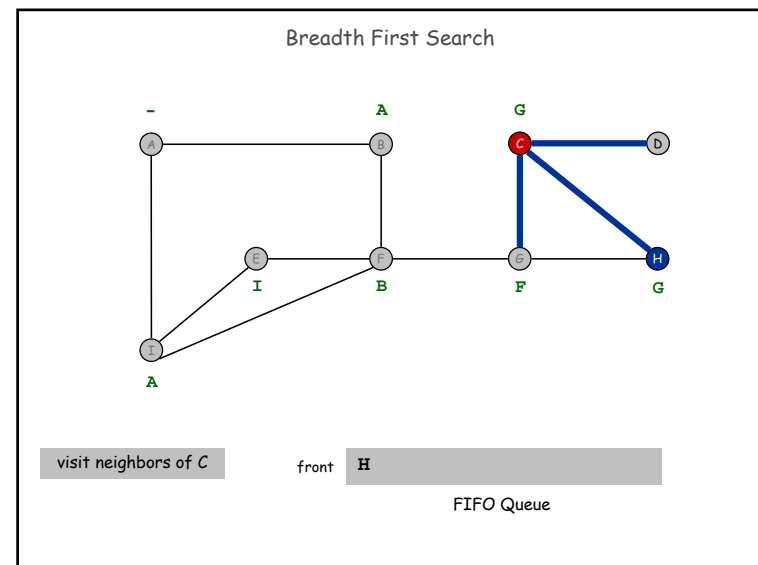 Breadth First Search
- A G
A B C D
E F G H
I B F G
I
A
visit neighbors of C front H
FIFO Queue